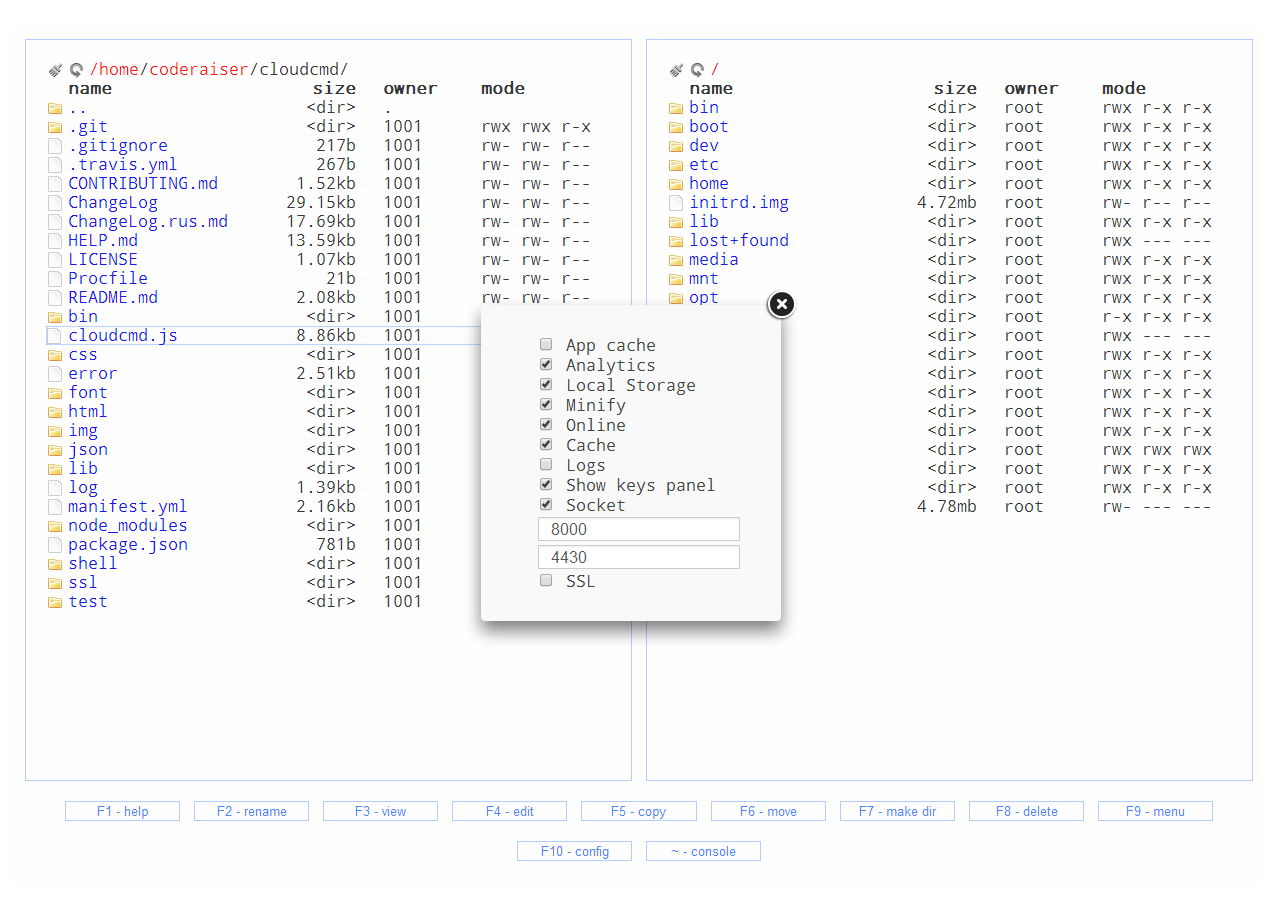 /home/coderaiser/cloudcmd/
name size owner mode
.. <dir> .
.git <dir> 1001 rwx rwx r-x
.gitignore 217b 1001 rw- rw- r--
.travis.yml 267b 1001 rw- rw- r--
CONTRIBUTING.md 1.52kb 1001 rw- rw- r--
ChangeLog 29.15kb 1001 rw- rw- r--
ChangeLog.rus.md 17.69kb 1001 rw- rw- r--
HELP.md 13.59kb 1001 rw- rw- r--
LICENSE 1.07kb 1001 rw- rw- r--
Procfile 21b 1001 rw- rw- r--
README.md 2.08kb 1001 rw- rw- r--
bin <dir> 1001
cloudcmd.js 8.86kb 1001
css <dir> 1001
error 2.51kb 1001
font <dir> 1001
html <dir> 1001
img <dir> 1001
json <dir> 1001
lib <dir> 1001
log 1.39kb 1001
manifest.yml 2.16kb 1001
node_modules <dir> 1001
package.json 781b 1001
shell <dir> 1001
ssl <dir> 1001
test <dir> 1001
/
name size owner mode
bin <dir> root rwx r-x r-x
boot <dir> root rwx r-x r-x
dev <dir> root rwx r-x r-x
etc <dir> root rwx r-x r-x
home <dir> root rwx r-x r-x
initrd.img 4.72mb root rw- r-- r--
lib <dir> root rwx r-x r-x
lost+found <dir> root rwx --- ---
media <dir> root rwx r-x r-x
mnt <dir> root rwx r-x r-x
opt <dir> root rwx r-x r-x
<dir> root r-x r-x r-x
<dir> root rwx --- ---
<dir> root rwx r-x r-x
<dir> root rwx r-x r-x
<dir> root rwx r-x r-x
<dir> root rwx r-x r-x
<dir> root rwx r-x r-x
<dir> root rwx rwx rwx
<dir> root rwx r-x r-x
<dir> root rwx r-x r-x
4.78mb root rw- --- ---
App cache
Analytics
Local Storage
Minify
Online
Cache
Logs
Show keys panel
Socket
8000
4430
SSL
F1 - help F2 - rename F3 - view F4 - edit F5 - copy F6 - move F7 - make dir F8 - delete F9 - menu
F10 - config ~ - console